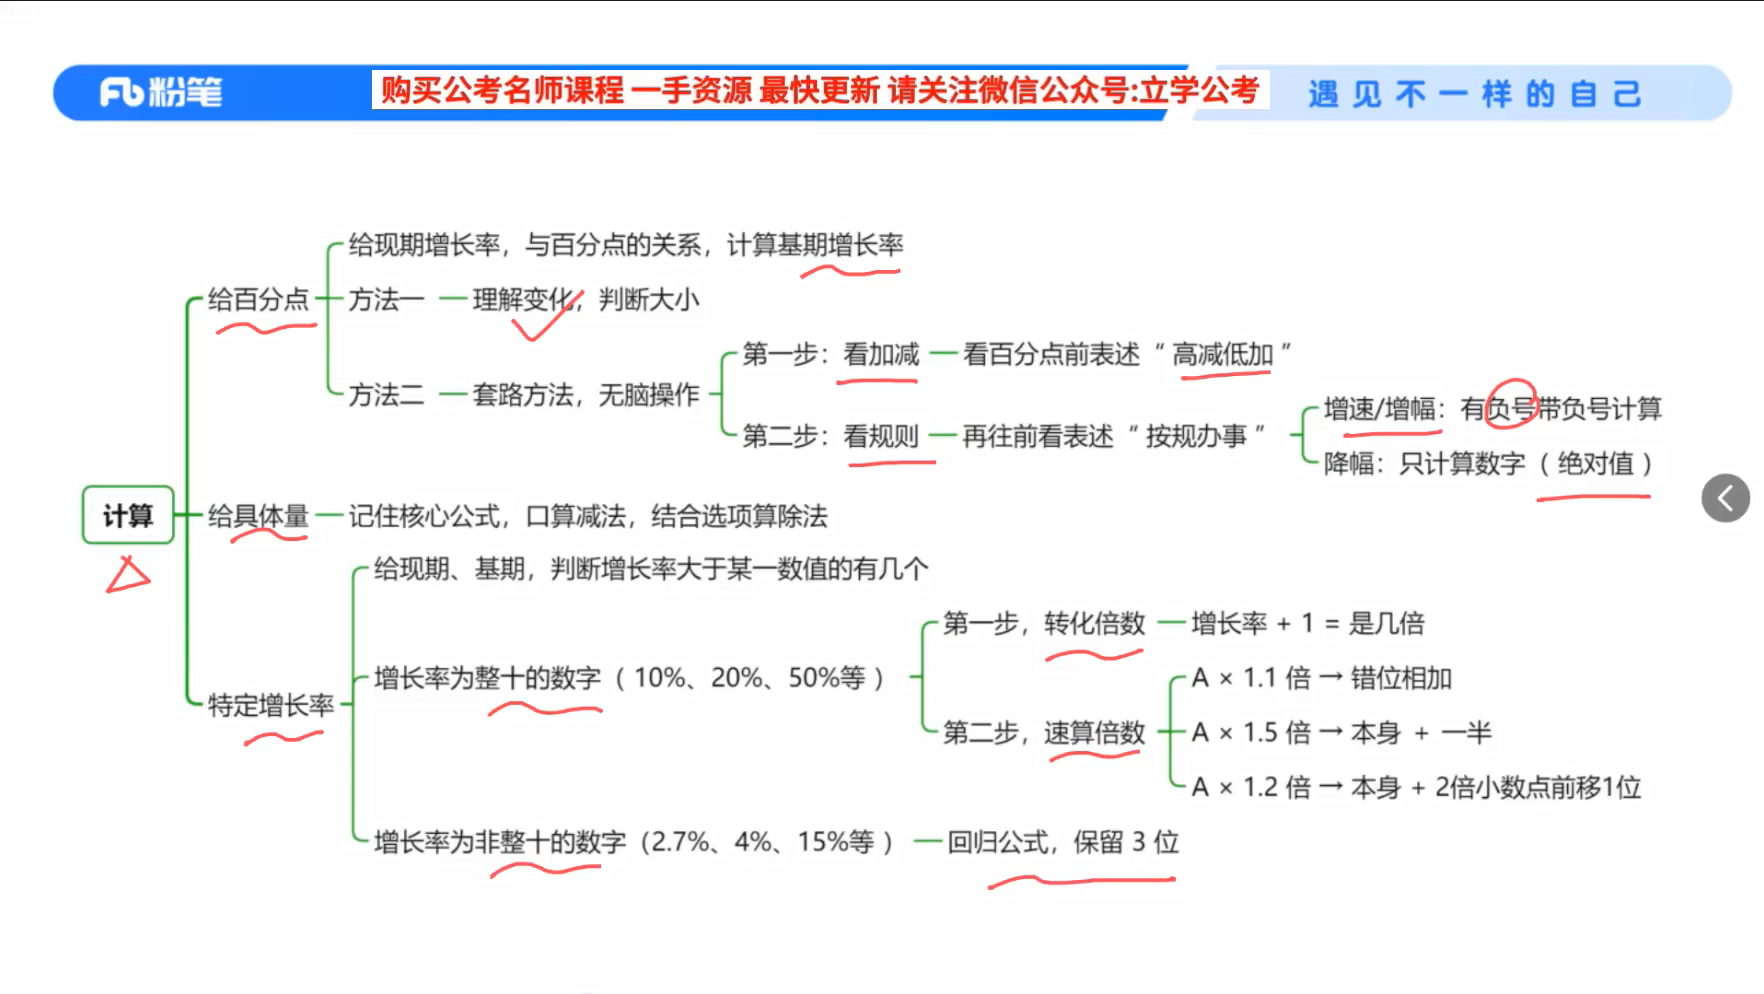 粉笔
购买公考名师课程 一手资源 最快更新 请关注微信公众号:立学公考
遇见不一样的自己
给现期增长率，与百分点的关系，计算基期增长率
给百分点
方法一
理解变化，判断大小
第一步：看加减
看百分点前表述 “ 高减低加 ”
方法二
套路方法，无脑操作
增速/增幅：有负号带负号计算
第二步：看规则
再往前看表述 “ 按规办事 ”
降幅：只计算数字（ 绝对值 ）
计算
给具体量
记住核心公式，口算减法，结合选项算除法
给现期、基期，判断增长率大于某一数值的有几个
第一步，转化倍数
增长率 + 1 = 是几倍
增长率为整十的数字（ 10%、20%、50%等 ）
A × 1.1 倍 → 错位相加
特定增长率
第二步，速算倍数
A × 1.5 倍 → 本身 + 一半
A × 1.2 倍 → 本身 + 2倍小数点前移1位
增长率为非整十的数字（2.7%、4%、15%等 ）
回归公式，保留 3 位